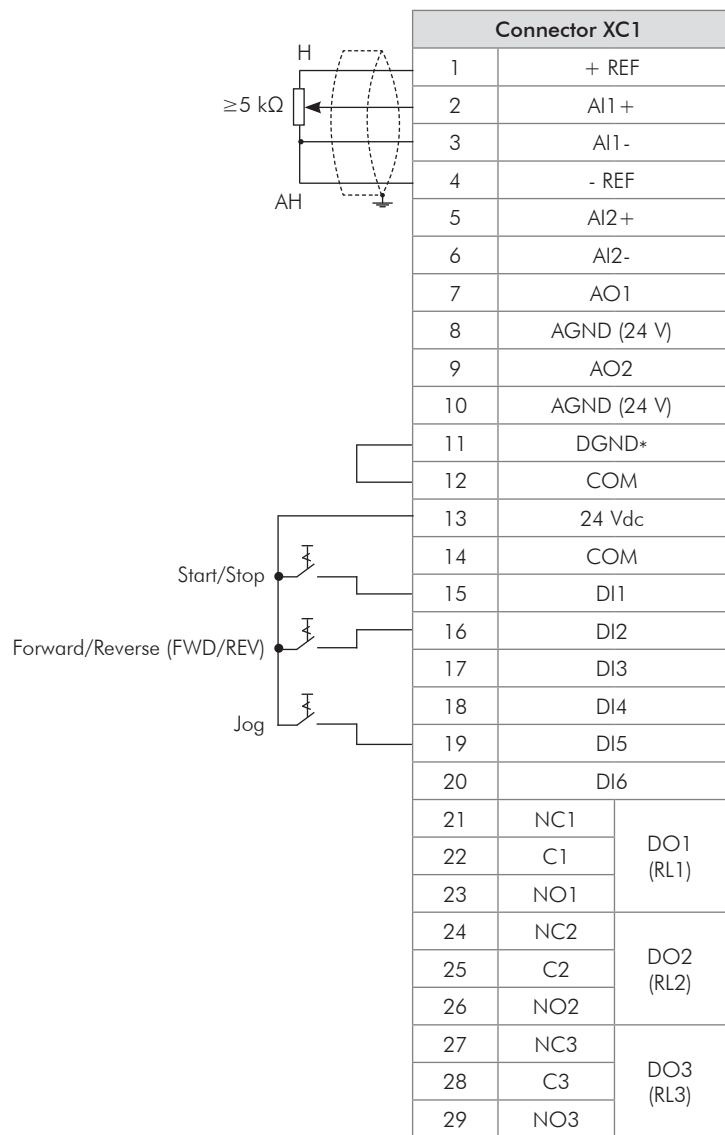 Connector XC1
H
1 + REF
≥5 kΩ
2 AI1+
3 AI1-
4 - REF
AH
5 AI2+
6 AI2-
7 AO1
8 AGND (24 V)
9 AO2
10 AGND (24 V)
11 DGND*
12 COM
13 24 Vdc
14 COM
Start/Stop
15 DI1
16 DI2
Forward/Reverse (FWD/REV)
17 DI3
18 DI4
Jog
19 DI5
20 DI6
21 NC1
22 C1
23 NO1
DO1
(RL1)
24 NC2
25 C2
26 NO2
DO2
(RL2)
27 NC3
28 C3
29 NO3
DO3
(RL3)